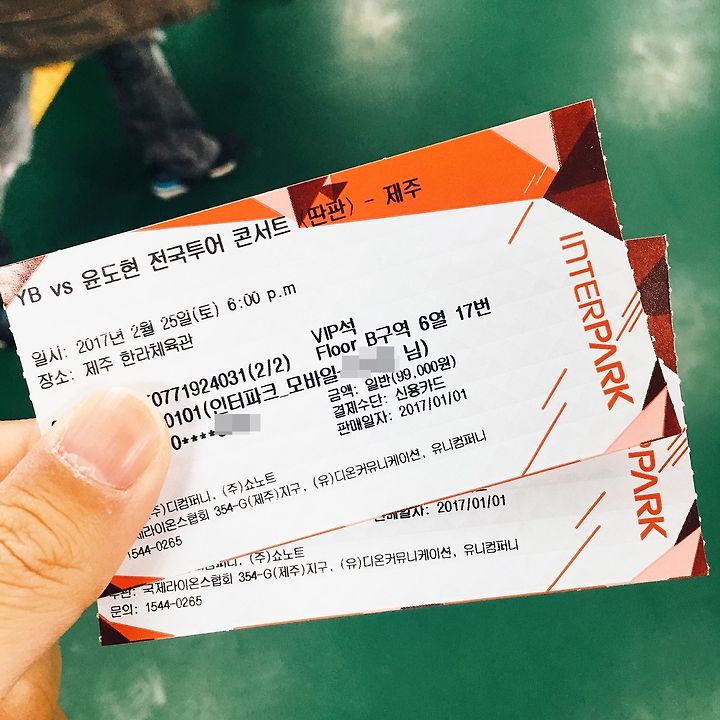 YB vs 윤도현 전국투어 콘서트 <딴판> - 제주
일시: 2017년 2월 25일(토) 6:00 p.m
장소: 제주 한라체육관
VIP석
Floor B구역 6열 17번
0771924031(2/2)
0101(인터파크_모바일 님)
0****
금액: 일반(99,000원)
결제수단: 신용카드
판매일자: 2017/01/01
디컴퍼니, (주)쇼노트
제라이온스협회 354-G(제주)지구, (유)디온커뮤니케이션, 유니컴퍼니
1544-0265
INTERPARK
판매일자: 2017/01/01
(주)쇼노트
국제라이온스협회 354-G(제주)지구, (유)디온커뮤니케이션, 유니컴퍼니
문의: 1544-0265
PARK